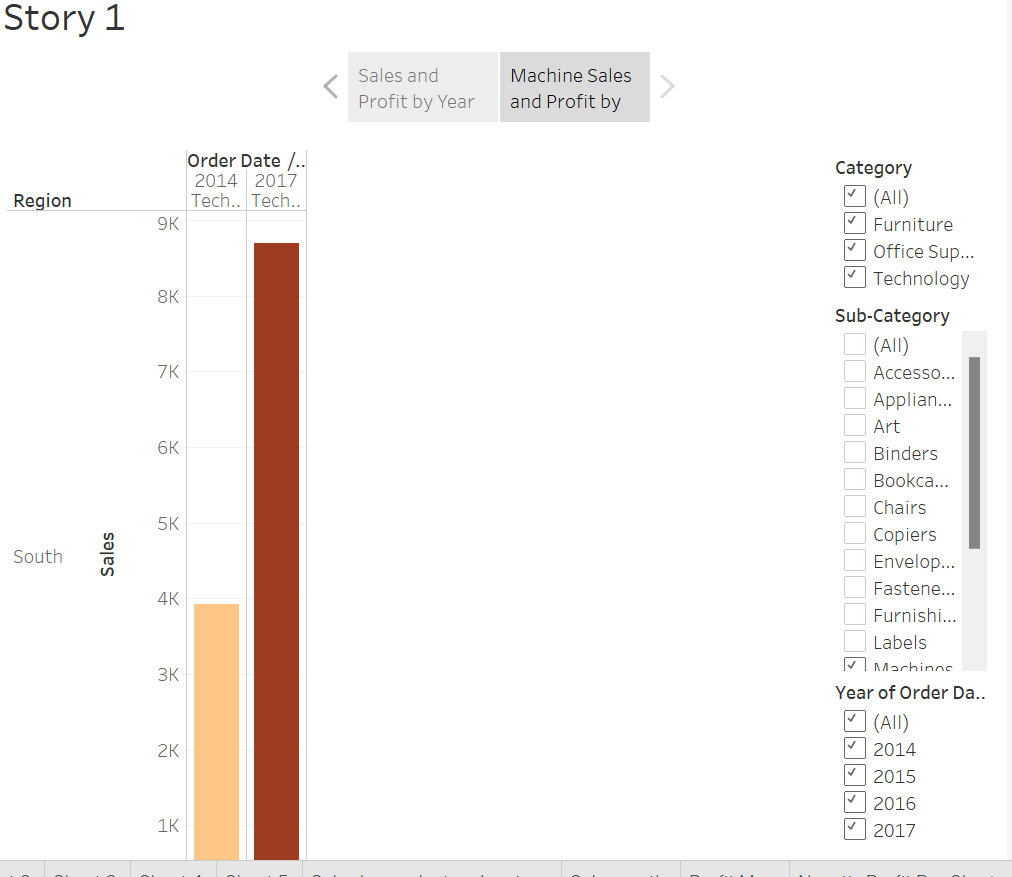 Story 1
Sales and
Profit by Year
Machine Sales
and Profit by
Order Date /..
2014
2017
Region
Tech..
Tech..
9K
8K
7K
6K
5K
4K
3K
2K
1K
South
Sales
Category
(All)
Furniture
Office Sup...
Technology
Sub-Category
(All)
Accesso...
Applian...
Art
Binders
Bookca...
Chairs
Copiers
Envelop...
Fastene...
Furnishi...
Labels
Machines
Year of Order Da..
(All)
2014
2015
2016
2017